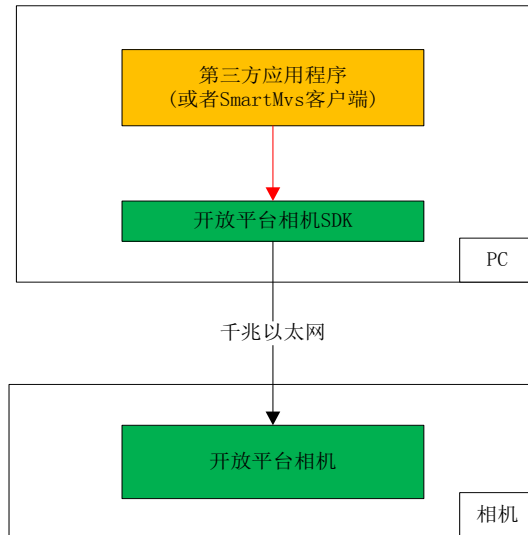 第三方应用程序
(或者SmartMvs客户端)
开放平台相机SDK
PC
千兆以太网
开放平台相机
相机